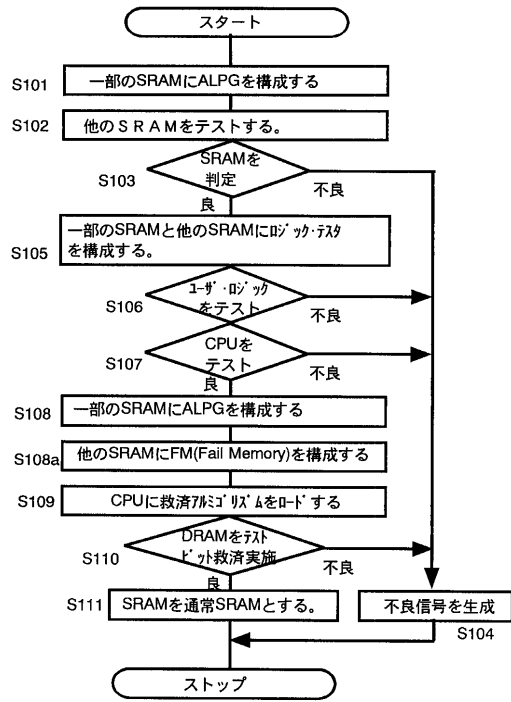 スタート
S101
一部のSRAMにALPGを構成する
S102
他のＳＲＡＭをテストする。
S103
SRAMを
判定
不良
良
S105
一部のSRAMと他のSRAMにﾛｼﾞｯｸ・ﾃｽﾀ
を構成する。
S106
ﾕｰｻﾞ・ﾛｼﾞｯｸ
をテスト
不良
S107
CPUを
テスト
不良
良
S108
一部のSRAMにALPGを構成する
S108a
他のSRAMにFM(Fail Memory)を構成する
S109
CPUに救済ｱﾙﾐｺﾞﾘｽﾞﾑをﾛｰﾄﾞする
S110
DRAMをﾃｽﾄ
ﾋﾞｯﾄ救済実施
不良
良
S111
SRAMを通常SRAMとする。
不良信号を生成
S104
ストップ